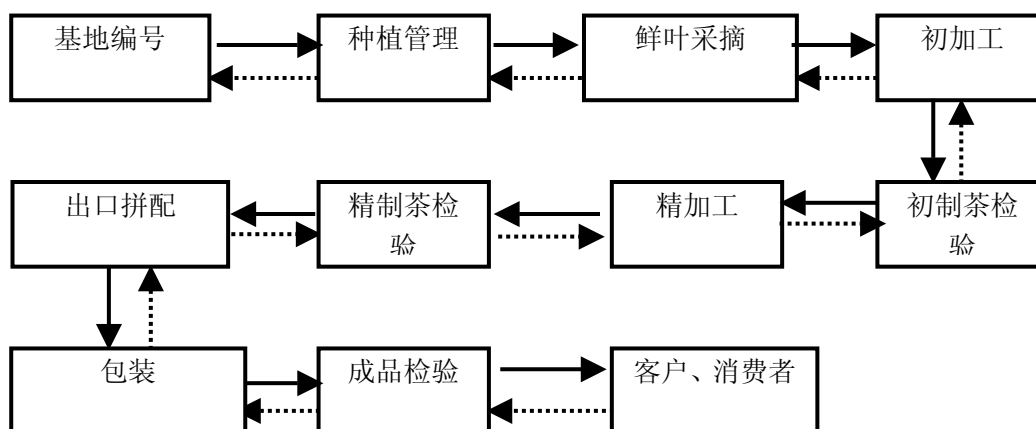 基地编号
种植管理
鲜叶采摘
初加工
出口拼配
精制茶检
验
精加工
初制茶检
验
包装
成品检验
客户、消费者